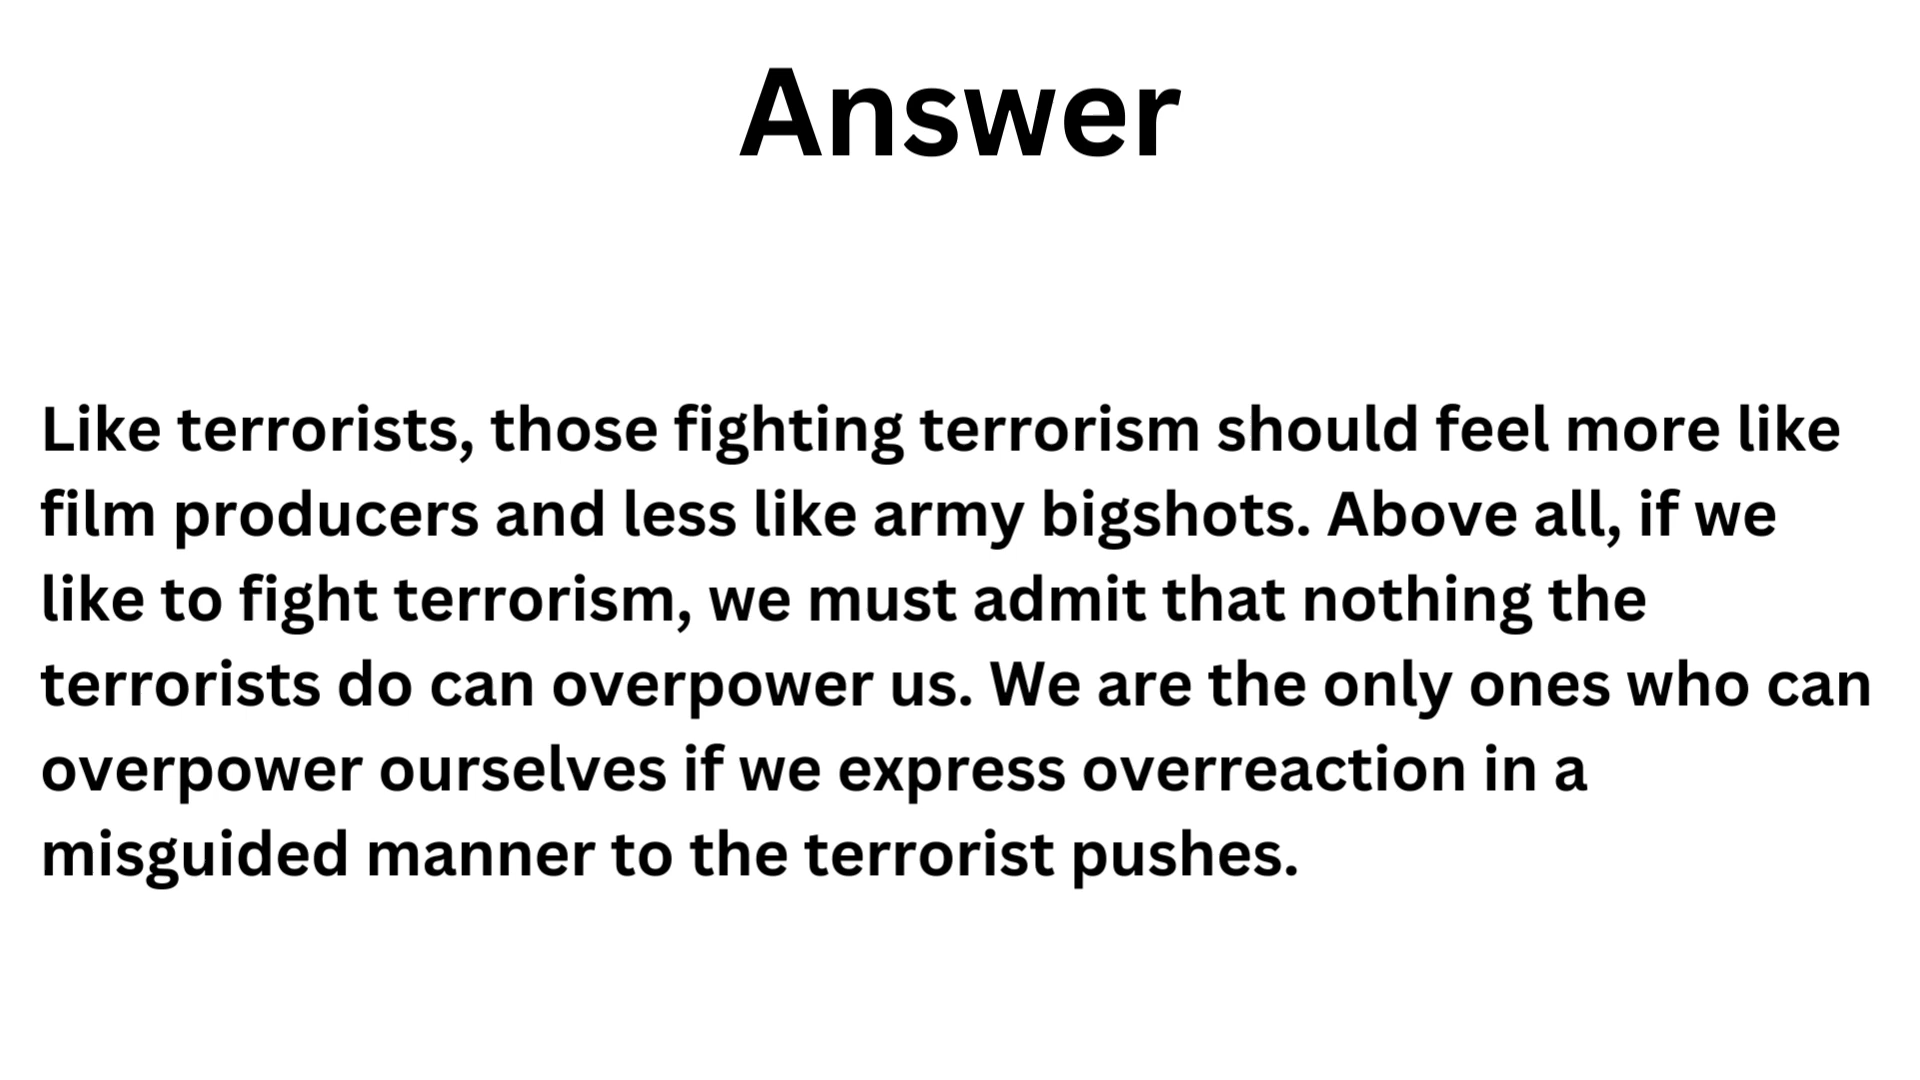 Answer
Like terrorists, those fighting terrorism should feel more like
film producers and less like army bigshots. Above all, if we
like to fight terrorism, we must admit that nothing the
terrorists do can overpower us. We are the only ones who can
overpower ourselves if we express overreaction in a
misguided manner to the terrorist pushes.